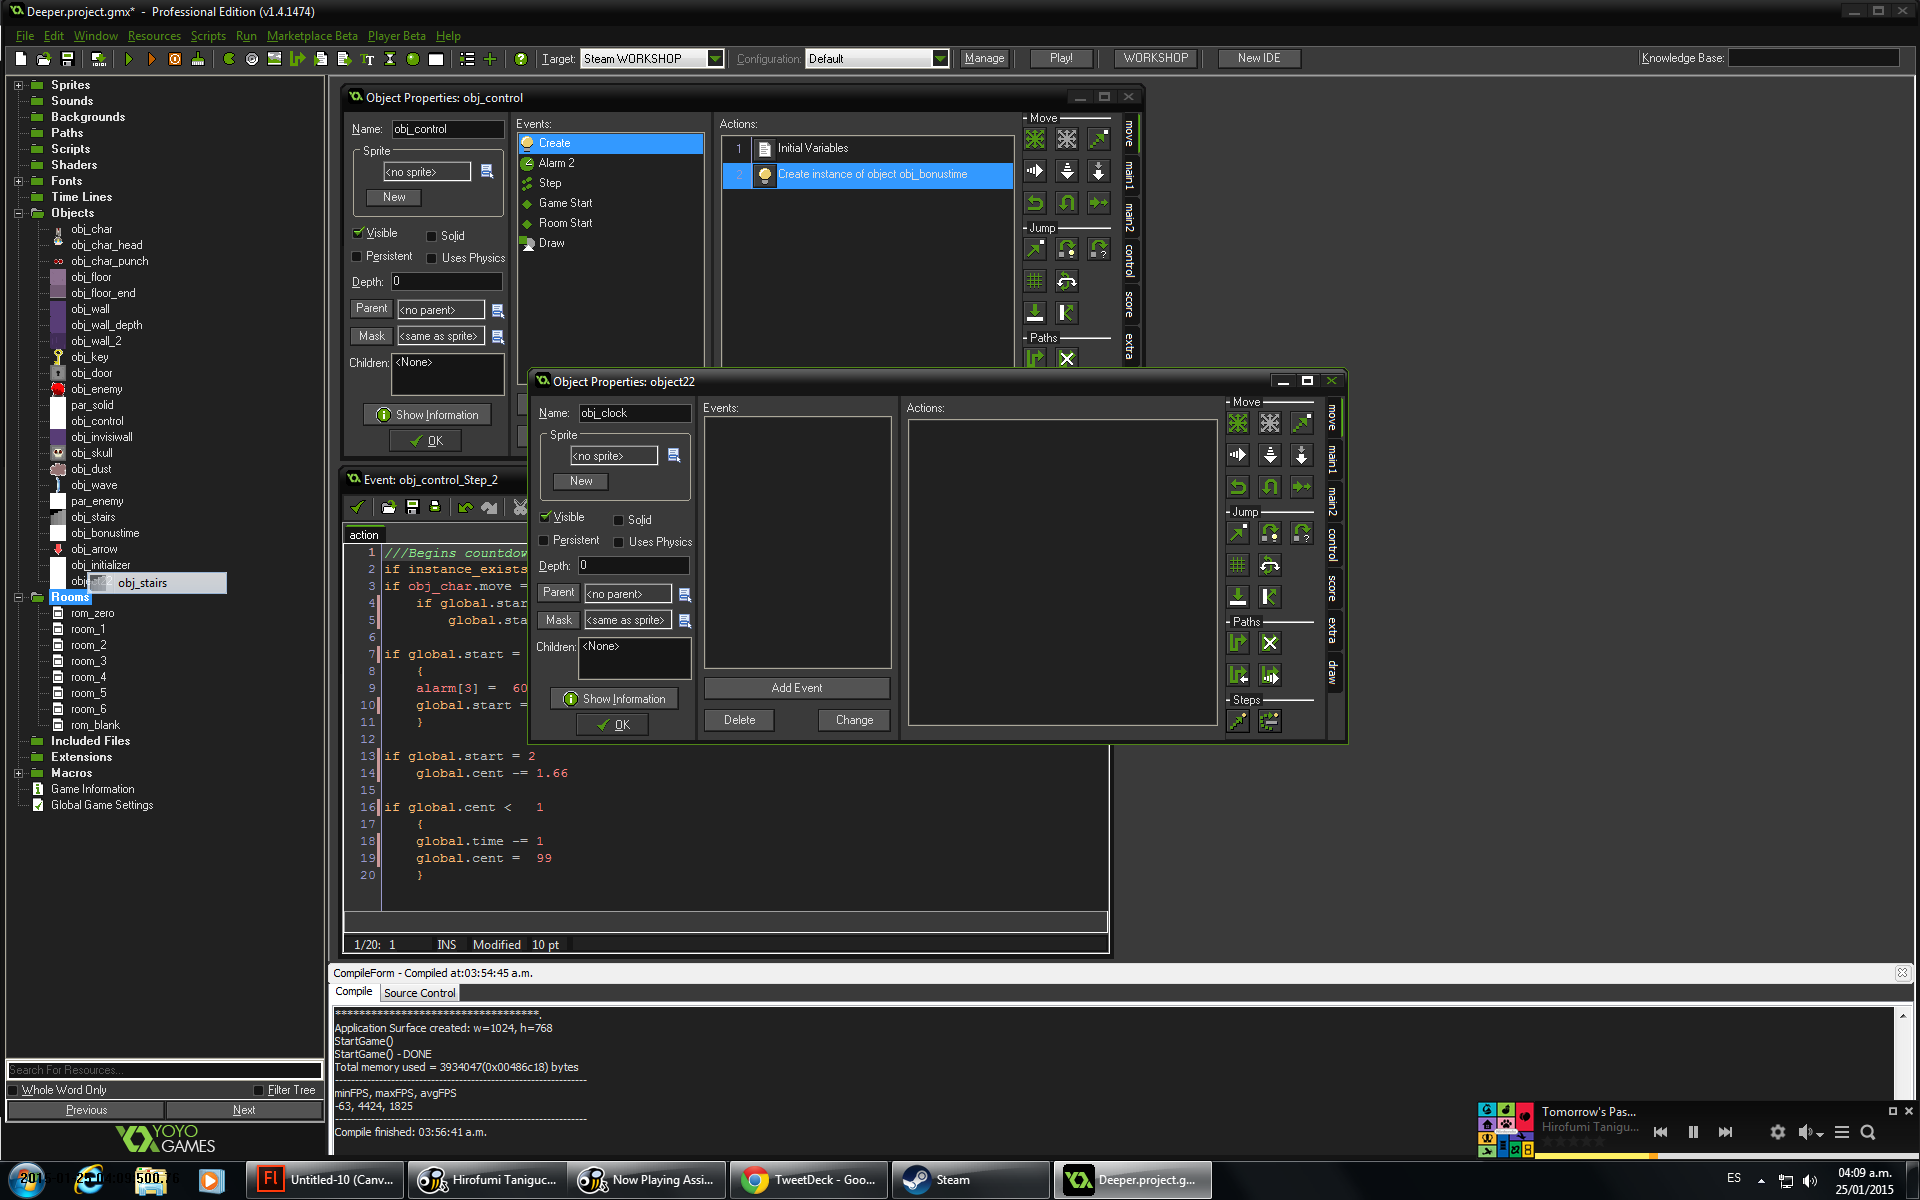 Deeper.project.gmx* - Professional Edition (v1.4.1474)
File Edit Window Resources Scripts Run Marketplace Beta Player Beta Help
Target: Steam WORKSHOP Configuration: Default Manage Play! WORKSHOP New IDE Knowledge Base:
Sprites
Sounds
Backgrounds
Paths
Scripts
Shaders
Fonts
Time Lines
Objects
obj_char
obj_char_head
obj_char_punch
obj_floor
obj_floor_end
obj_wall
obj_wall_depth
obj_wall_2
obj_key
obj_door
obj_enemy
par_solid
obj_control
obj_invisiwall
obj_skull
obj_dust
obj_wave
par_enemy
obj_stairs
obj_bonustime
obj_arrow
obj_initializer
obj_stairs
Rooms
rom_zero
room_1
room_2
room_3
room_4
room_5
room_6
rom_blank
Included Files
Extensions
Macros
Game Information
Global Game Settings
Search For Resources...
Whole Word Only Filter Tree
Previous Next
YOYO GAMES
Object Properties: obj_control
Name: obj_control
Sprite
<no sprite>
New
Visible Solid
Persistent Uses Physics
Depth: 0
Parent <no parent>
Mask <same as sprite>
Children: <None>
Show Information
OK
Events:
Create
Alarm 2
Step
Game Start
Room Start
Draw
Actions:
1 Initial Variables
2 Create instance of object obj_bonustime
Move
Jump
Paths
move
main1
main2
control
score
extra
Object Properties: object22
Name: obj_clock
Sprite
<no sprite>
New
Visible Solid
Persistent Uses Physics
Depth: 0
Parent <no parent>
Mask <same as sprite>
Children: <None>
Show Information
OK
Events:
Add Event
Delete Change
Actions:
Move
Jump
Paths
Steps
move
main1
main2
control
score
extra
draw
Event: obj_control_Step_2
action
1 ///Begins countdow
2 if instance_exists
3 if obj_char.move =
4 if global.star
5 global.sta
6
7 if global.start =
8 {
9 alarm[3] = 60
10 global.start =
11 }
12
13 if global.start = 2
14 global.cent -= 1.66
15
16 if global.cent < 1
17 {
18 global.time -= 1
19 global.cent = 99
20 }
1/20: 1 INS Modified 10 pt
CompileForm - Compiled at:03:54:45 a.m.
Compile Source Control
***********************************.
Application Surface created: w=1024, h=768
StartGame()
StartGame() - DONE
Total memory used = 3934047(0x00486c18) bytes
minFPS, maxFPS, avgFPS
-63, 4424, 1825
Compile finished: 03:56:41 a.m.
Tomorrow's Pas...
Hirofumi Tanigu...
Untitled-10 (Canv... Hirofumi Taniguc... Now Playing Assi... TweetDeck - Goo... Steam Deeper.project.g...
ES 04:09 a.m.
25/01/2015